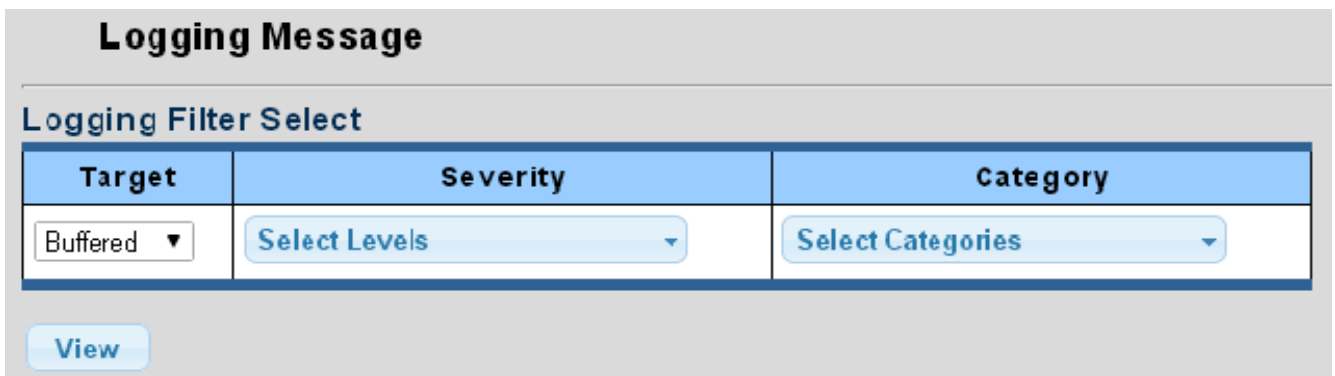 Logging Message
Logging Filter Select
Target Severity Category
Buffered Select Levels Select Categories
View